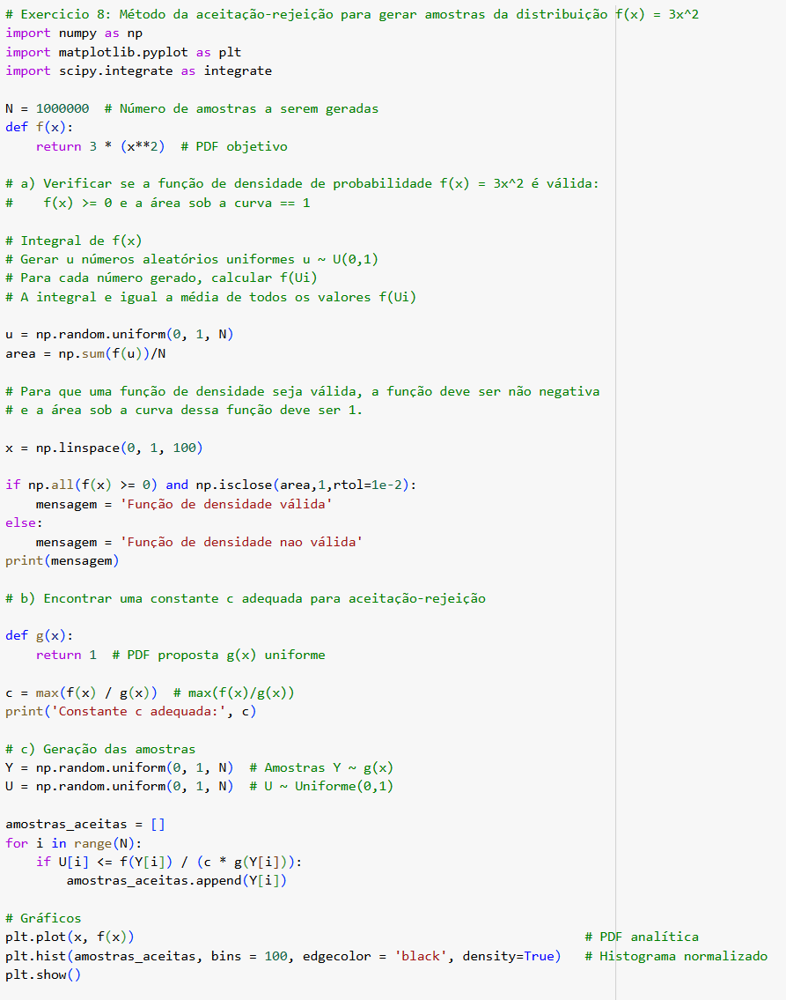 # Exercicio 8: Método da aceitação-rejeição para gerar amostras da distribuição f(x) = 3x^2
import numpy as np
import matplotlib.pyplot as plt
import scipy.integrate as integrate
N = 1000000  # Número de amostras a serem geradas
def f(x):
    return 3 * (x**2)  # PDF objetivo
# a) Verificar se a função de densidade de probabilidade f(x) = 3x^2 é válida:
#    f(x) >= 0 e a área sob a curva == 1
# Integral de f(x)
# Gerar u números aleatórios uniformes u ~ U(0,1)
# Para cada número gerado, calcular f(Ui)
# A integral e igual a média de todos os valores f(Ui)
u = np.random.uniform(0, 1, N)
area = np.sum(f(u))/N
# Para que uma função de densidade seja válida, a função deve ser não negativa
# e a área sob a curva dessa função deve ser 1.
x = np.linspace(0, 1, 100)
if np.all(f(x) >= 0) and np.isclose(area,1,rtol=1e-2):
    mensagem = 'Função de densidade válida'
else:
    mensagem = 'Função de densidade nao válida'
print(mensagem)
# b) Encontrar uma constante c adequada para aceitação-rejeição
def g(x):
    return 1  # PDF proposta g(x) uniforme
c = max(f(x) / g(x))  # max(f(x)/g(x))
print('Constante c adequada:', c)
# c) Geração das amostras
Y = np.random.uniform(0, 1, N)  # Amostras Y ~ g(x)
U = np.random.uniform(0, 1, N)  # U ~ Uniforme(0,1)
amostras_aceitas = []
for i in range(N):
    if U[i] <= f(Y[i]) / (c * g(Y[i])):
        amostras_aceitas.append(Y[i])
# Gráficos
plt.plot(x, f(x))                                                           # PDF analítica
plt.hist(amostras_aceitas, bins = 100, edgecolor = 'black', density=True)   # Histograma normalizado
plt.show()